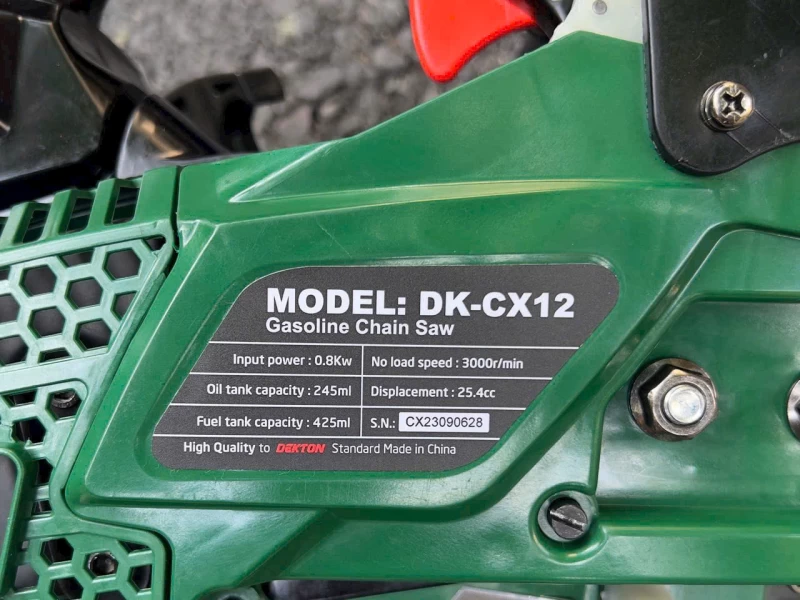 MODEL: DK-CX12
Gasoline Chain Saw
Input power : 0.8Kw No load speed : 3000r/min
Oil tank capacity : 245ml Displacement : 25.4cc
Fuel tank capacity : 425ml S.N.: CX23090628
High Quality to DEKTON Standard Made in China